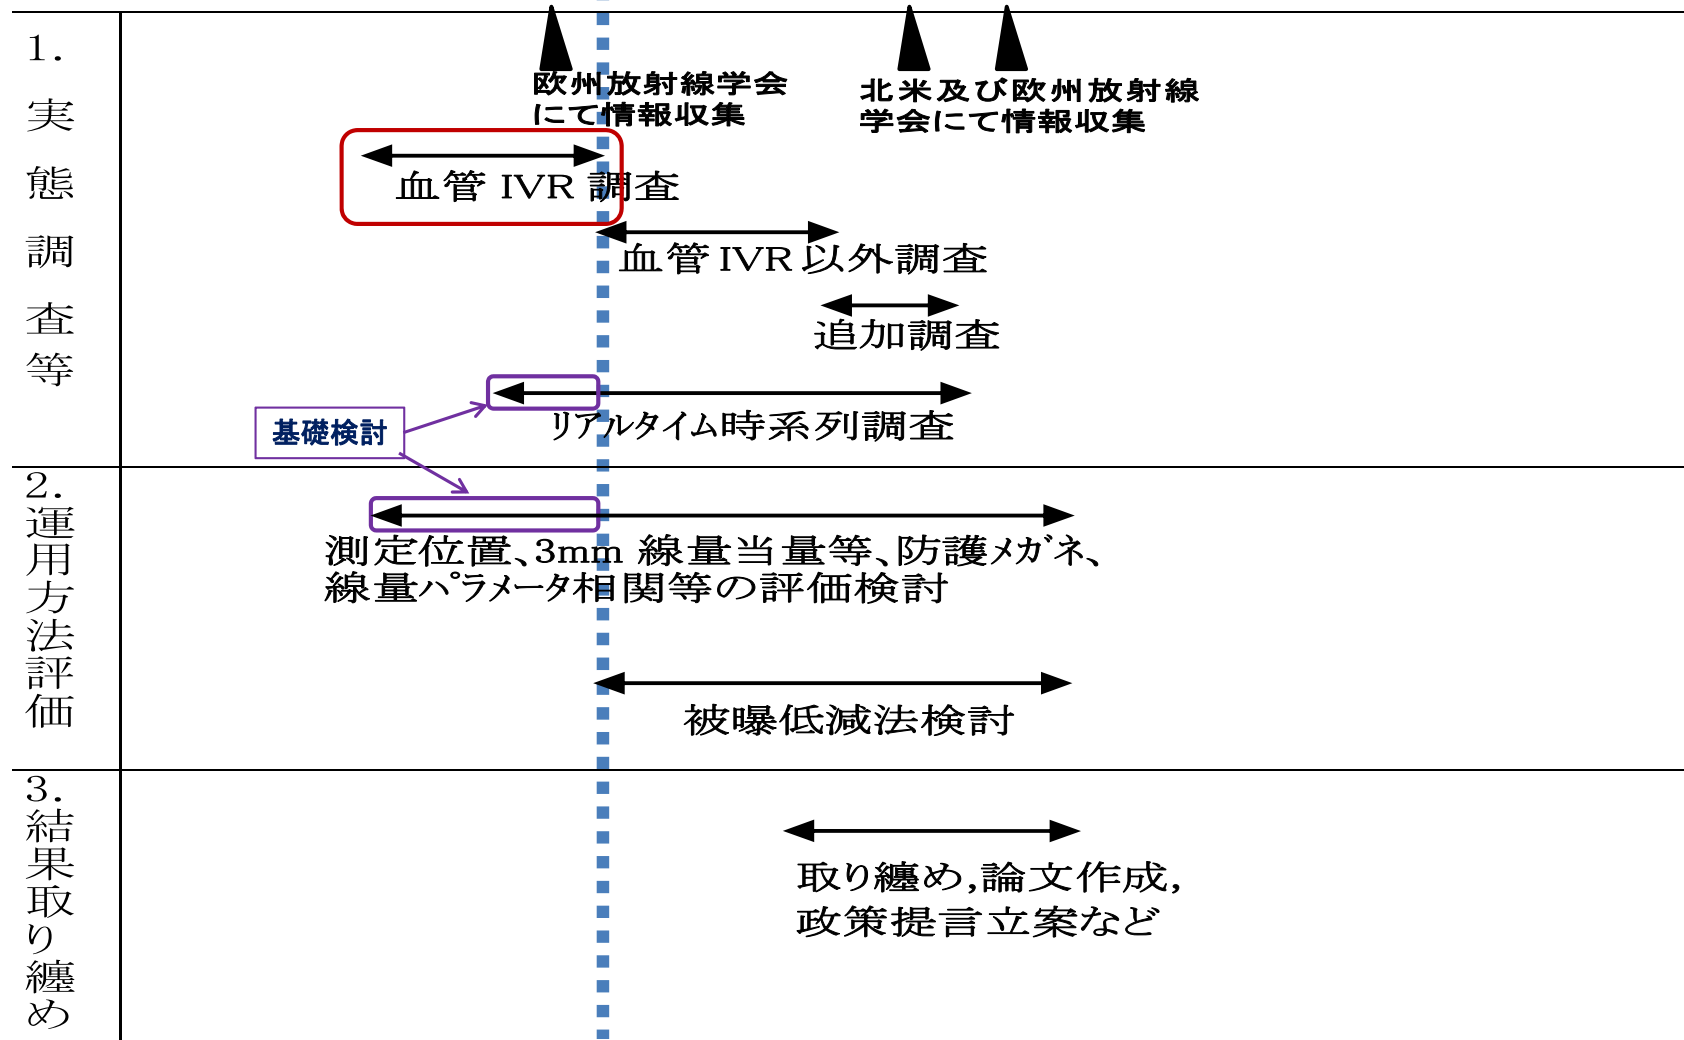 1.実態調査等
欧州放射線学会
にて情報収集
北米及び欧州放射線
学会にて情報収集
血管 IVR 調査
血管 IVR 以外調査
追加調査
リアルタイム時系列調査
基礎検討
2.運用方法評価
測定位置、3mm 線量当量等、防護メガネ、
線量パラメータ相関等の評価検討
被曝低減法検討
3.結果取り纏め
取り纏め,論文作成,
政策提言立案など